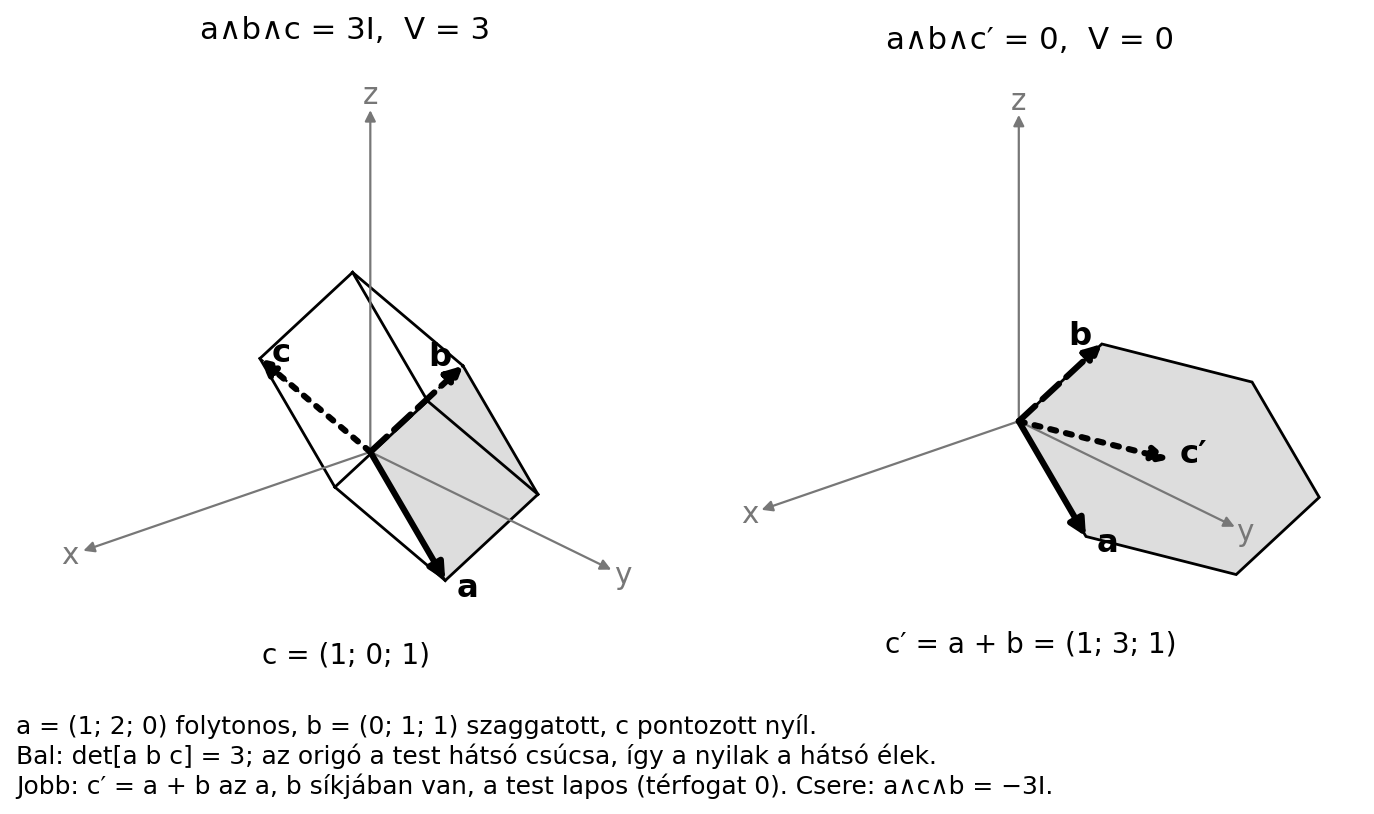 a∧b∧c = 3I,  V = 3
z
c
b
x
y
a
c = (1; 0; 1)
a∧b∧c′ = 0,  V = 0
z
b
c′
x
y
a
c′ = a + b = (1; 3; 1)
a = (1; 2; 0) folytonos, b = (0; 1; 1) szaggatott, c pontozott nyíl.
Bal: det[a b c] = 3; az origó a test hátsó csúcsa, így a nyilak a hátsó élek.
Jobb: c′ = a + b az a, b síkjában van, a test lapos (térfogat 0). Csere: a∧c∧b = −3I.